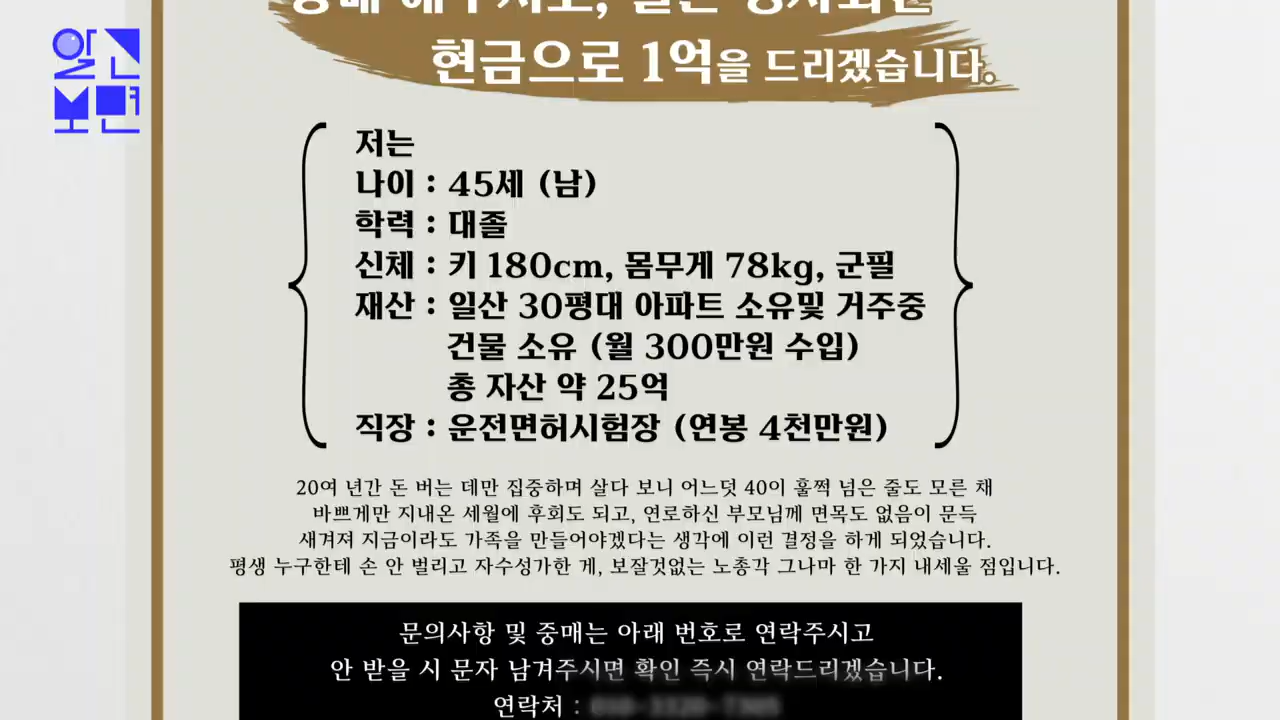 알고
보면
현금으로 1억을 드리겠습니다.
저는
나이 : 45세 (남)
학력 : 대졸
신체 : 키 180cm, 몸무게 78kg, 군필
재산 : 일산 30평대 아파트 소유및 거주중
건물 소유 (월 300만원 수입)
총 자산 약 25억
직장 : 운전면허시험장 (연봉 4천만원)
20여 년간 돈 버는 데만 집중하며 살다 보니 어느덧 40이 훌쩍 넘은 줄도 모른 채
바쁘게만 지내온 세월에 후회도 되고, 연로하신 부모님께 면목도 없음이 문득
새겨져 지금이라도 가족을 만들어야겠다는 생각에 이런 결정을 하게 되었습니다.
평생 누구한테 손 안 벌리고 자수성가한 게, 보잘것없는 노총각 그나마 한 가지 내세울 점입니다.
문의사항 및 중매는 아래 번호로 연락주시고
안 받을 시 문자 남겨주시면 확인 즉시 연락드리겠습니다.
연락처 :